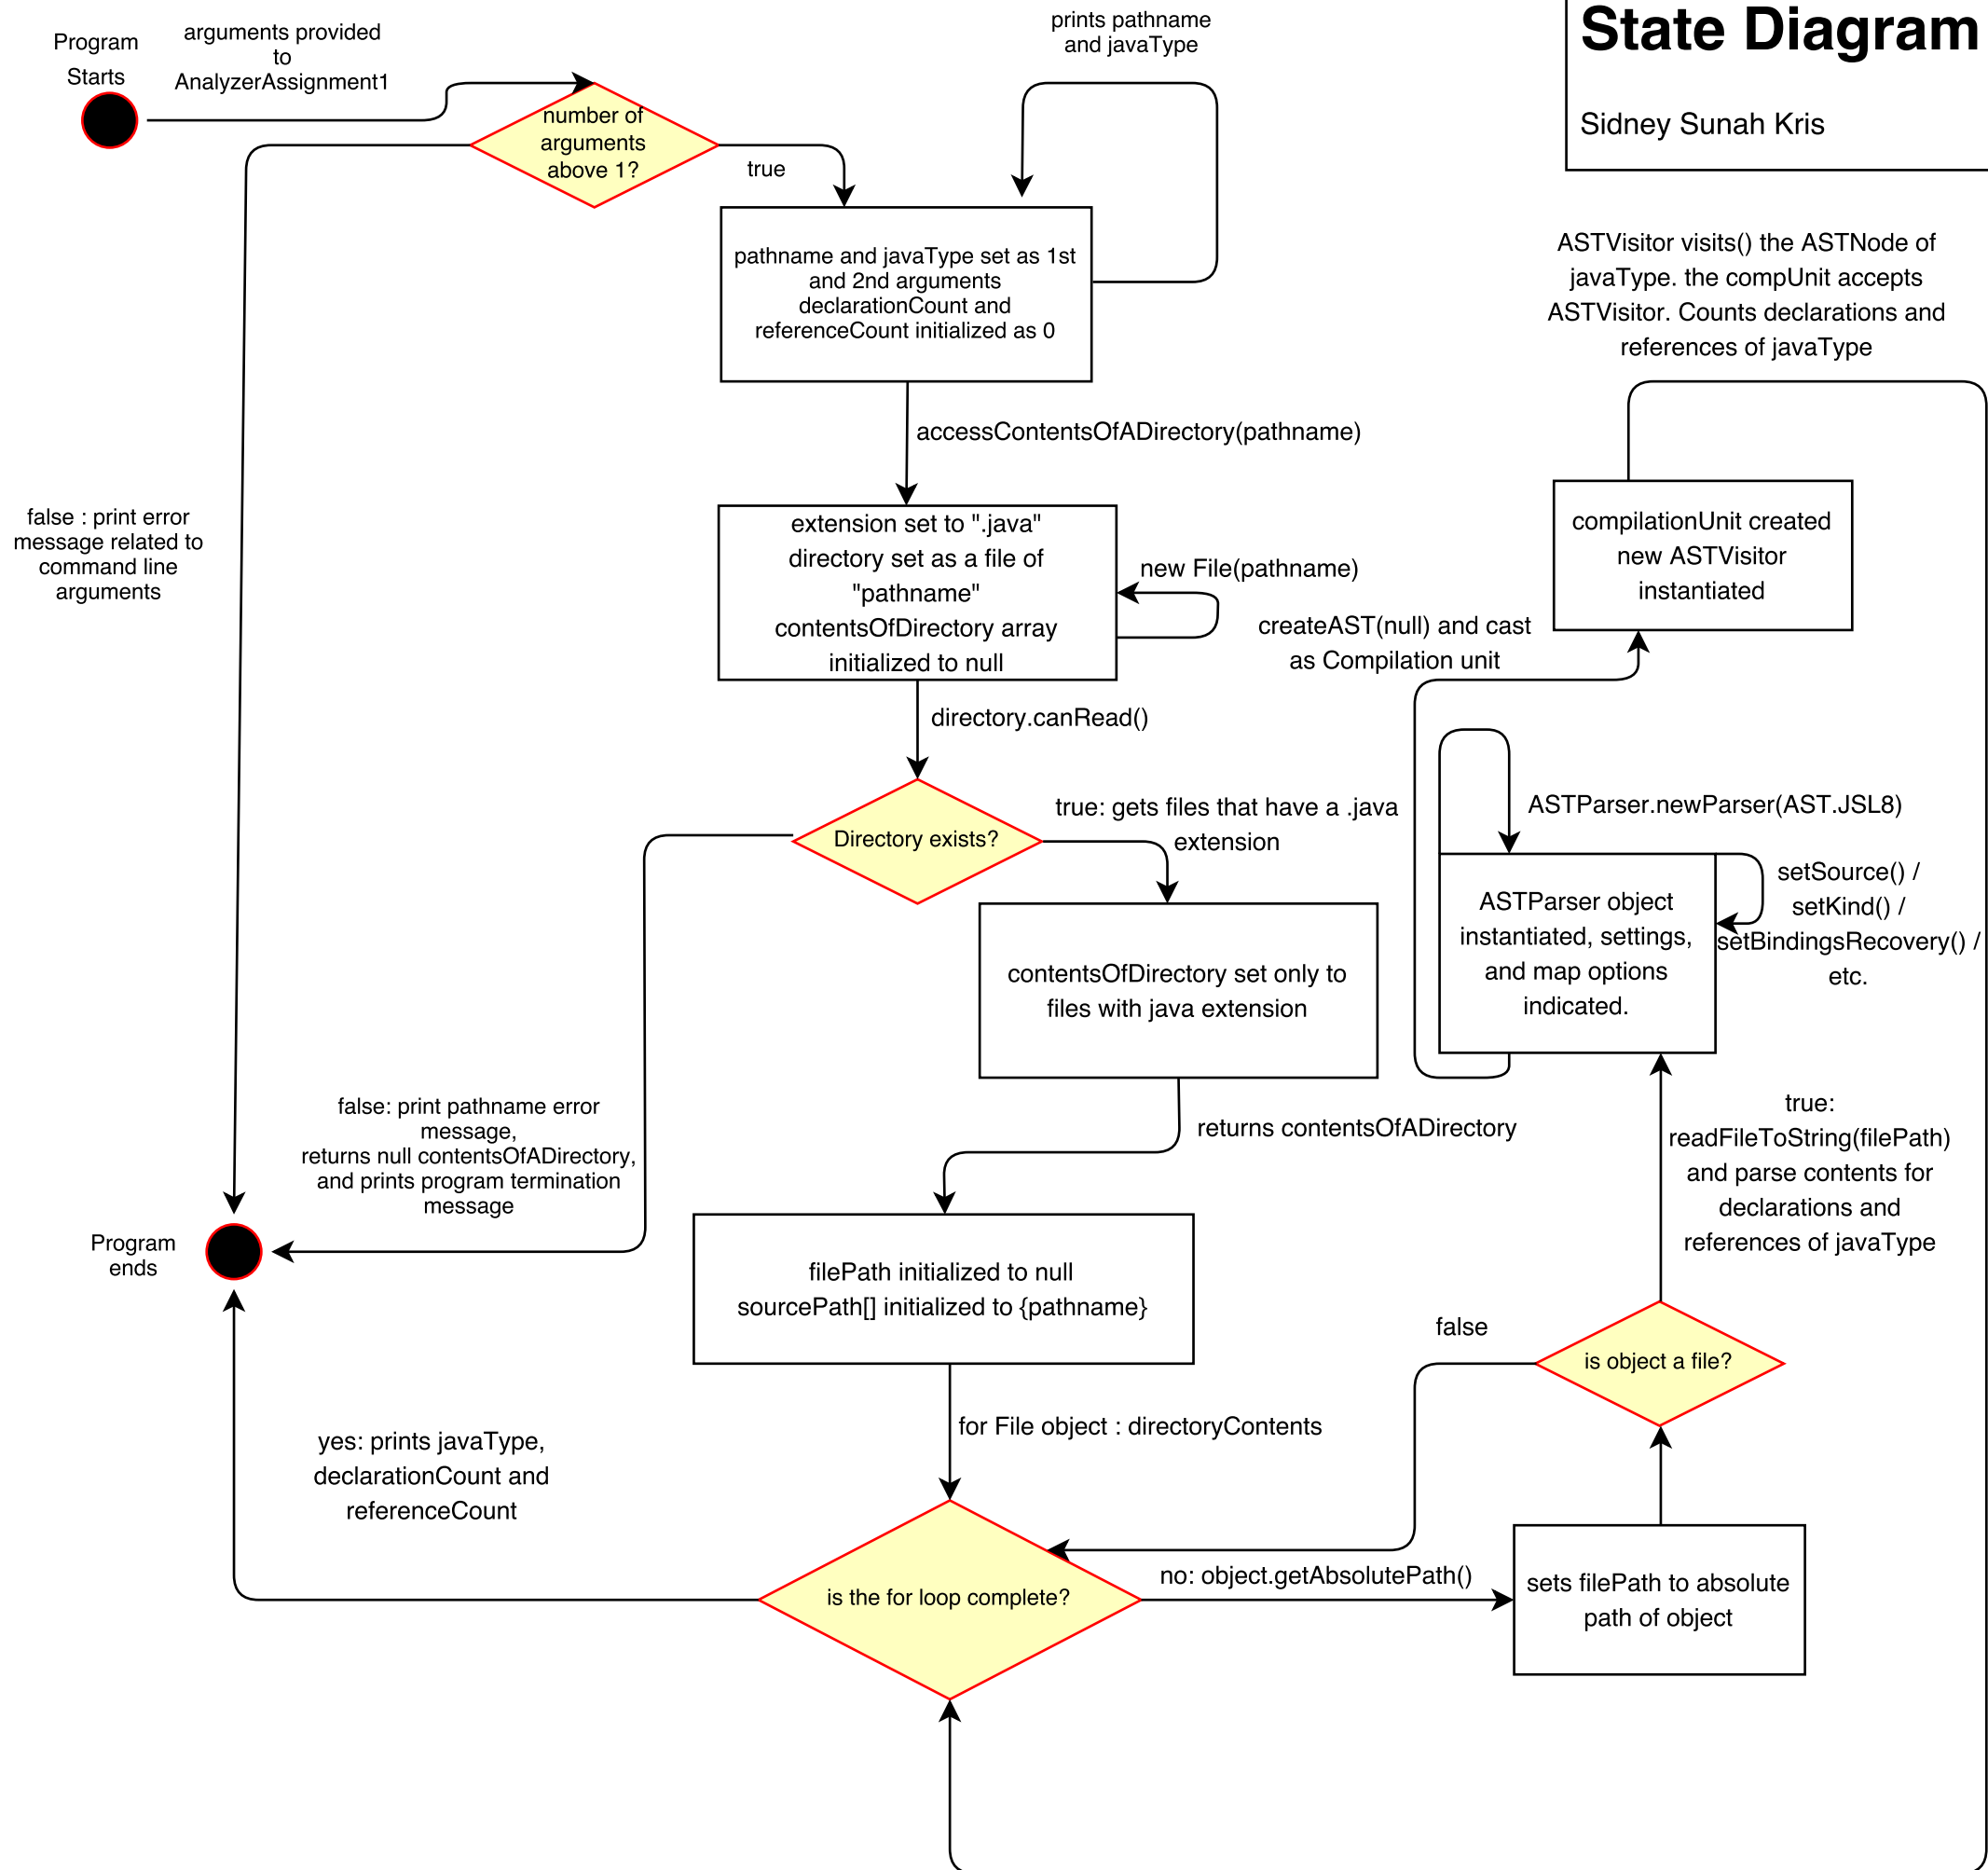 State Diagram
Sidney Sunah Kris
Program
Starts
arguments provided
to
AnalyzerAssignment1
number of
arguments
above 1?
true
prints pathname
and javaType
pathname and javaType set as 1st
and 2nd arguments
declarationCount and
referenceCount initialized as 0
accessContentsOfADirectory(pathname)
false : print error
message related to
command line
arguments
extension set to ".java"
directory set as a file of
"pathname"
contentsOfDirectory array
initialized to null
new File(pathname)
directory.canRead()
Directory exists?
true: gets files that have a .java
extension
contentsOfDirectory set only to
files with java extension
returns contentsOfADirectory
false: print pathname error
message,
returns null contentsOfADirectory,
and prints program termination
message
Program
ends
filePath initialized to null
sourcePath[] initialized to {pathname}
for File object : directoryContents
is the for loop complete?
yes: prints javaType,
declarationCount and
referenceCount
no: object.getAbsolutePath()
sets filePath to absolute
path of object
is object a file?
false
true:
readFileToString(filePath)
and parse contents for
declarations and
references of javaType
ASTParser object
instantiated, settings,
and map options
indicated.
ASTParser.newParser(AST.JSL8)
setSource() /
setKind() /
setBindingsRecovery() /
etc.
createAST(null) and cast
as Compilation unit
compilationUnit created
new ASTVisitor
instantiated
ASTVisitor visits() the ASTNode of
javaType. the compUnit accepts
ASTVisitor. Counts declarations and
references of javaType